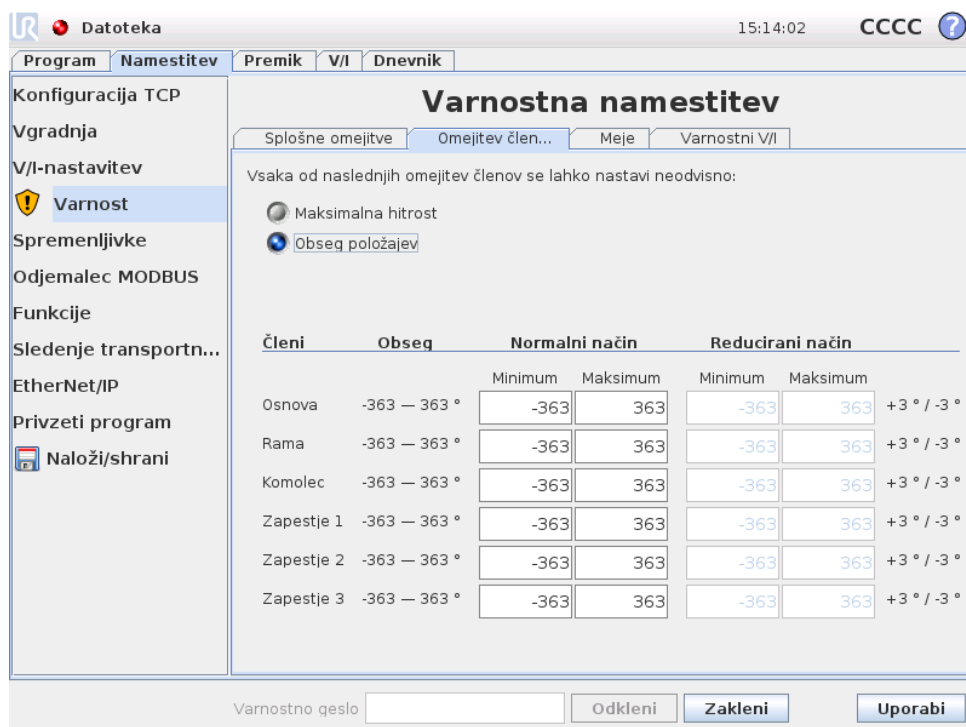 UR Datoteka 15:14:02 CCCC ?
Program Namestitev Premik V/I Dnevnik
Konfiguracija TCP
Vgradnja
V/I-nastavitev
Varnost
Spremenljivke
Odjemalec MODBUS
Funkcije
Sledenje transportn...
EtherNet/IP
Privzeti program
Naloži/shrani
Varnostna namestitev
Splošne omejitve Omejitev člen... Meje Varnostni V/I
Vsaka od naslednjih omejitev členov se lahko nastavi neodvisno:
Maksimalna hitrost
Obseg položajev
Členi Obseg Normalni način Reducirani način
Minimum Maksimum Minimum Maksimum
Osnova -363 — 363 ° -363 363 -363 363 +3 ° / -3 °
Rama -363 — 363 ° -363 363 -363 363 +3 ° / -3 °
Komolec -363 — 363 ° -363 363 -363 363 +3 ° / -3 °
Zapestje 1 -363 — 363 ° -363 363 -363 363 +3 ° / -3 °
Zapestje 2 -363 — 363 ° -363 363 -363 363 +3 ° / -3 °
Zapestje 3 -363 — 363 ° -363 363 -363 363 +3 ° / -3 °
Varnostno geslo Odkleni Zakleni Uporabi